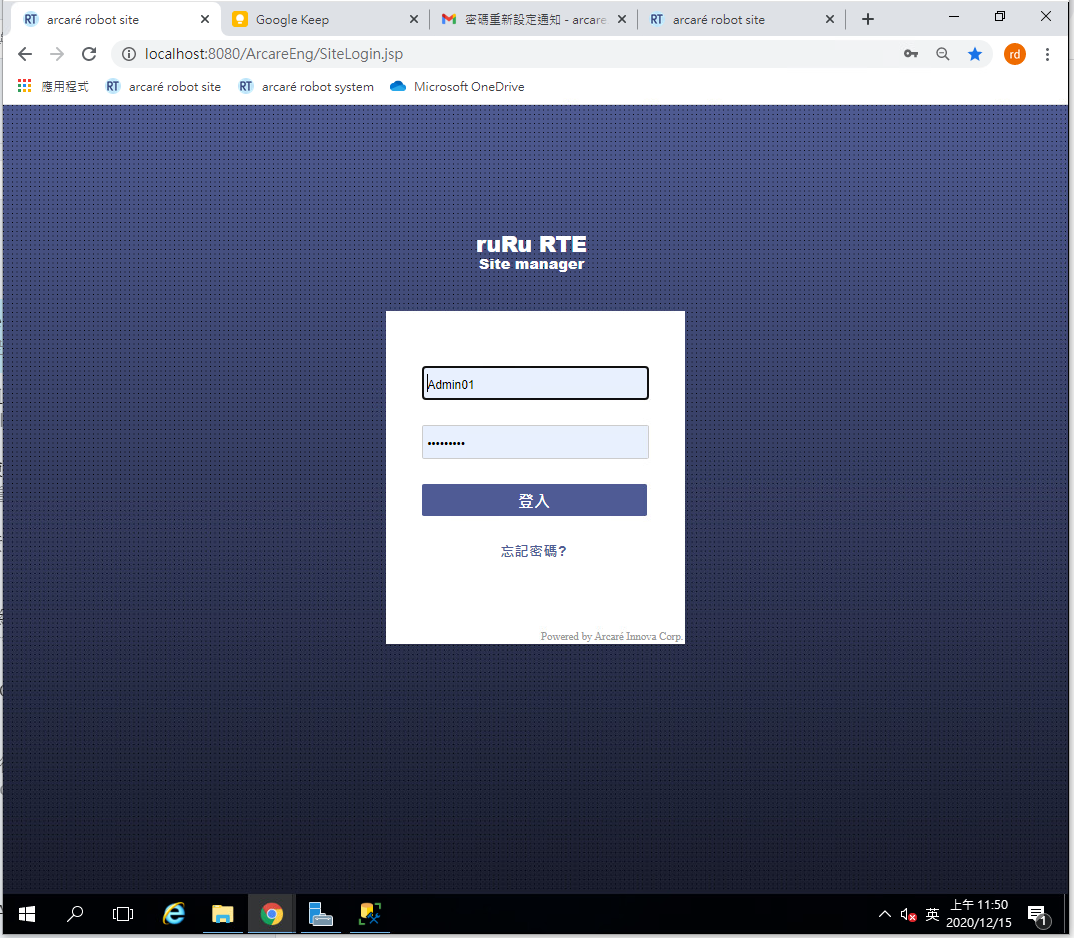 RT arcaré robot site
Google Keep
密碼重新設定通知 - arcare
RT arcaré robot site
localhost:8080/ArcareEng/SiteLogin.jsp
rd
應用程式
RT arcaré robot site
RT arcaré robot system
Microsoft OneDrive
ruRu RTE
Site manager
Admin01
•••••••••
登入
忘記密碼?
Powered by Arcaré Innova Corp.
英
上午 11:50
2020/12/15
1